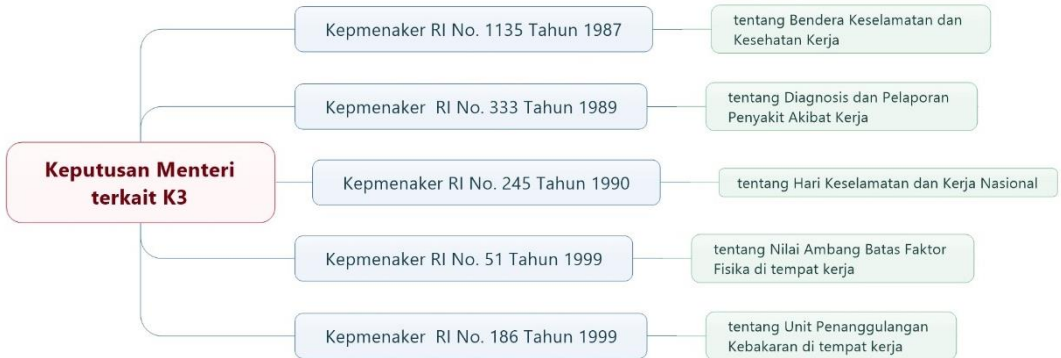 Keputusan Menteri
terkait K3
Kepmenaker RI No. 1135 Tahun 1987
tentang Bendera Keselamatan dan
Kesehatan Kerja
Kepmenaker RI No. 333 Tahun 1989
tentang Diagnosis dan Pelaporan
Penyakit Akibat Kerja
Kepmenaker RI No. 245 Tahun 1990
tentang Hari Keselamatan dan Kerja Nasional
Kepmenaker RI No. 51 Tahun 1999
tentang Nilai Ambang Batas Faktor
Fisika di tempat kerja
Kepmenaker RI No. 186 Tahun 1999
tentang Unit Penanggulangan
Kebakaran di tempat kerja